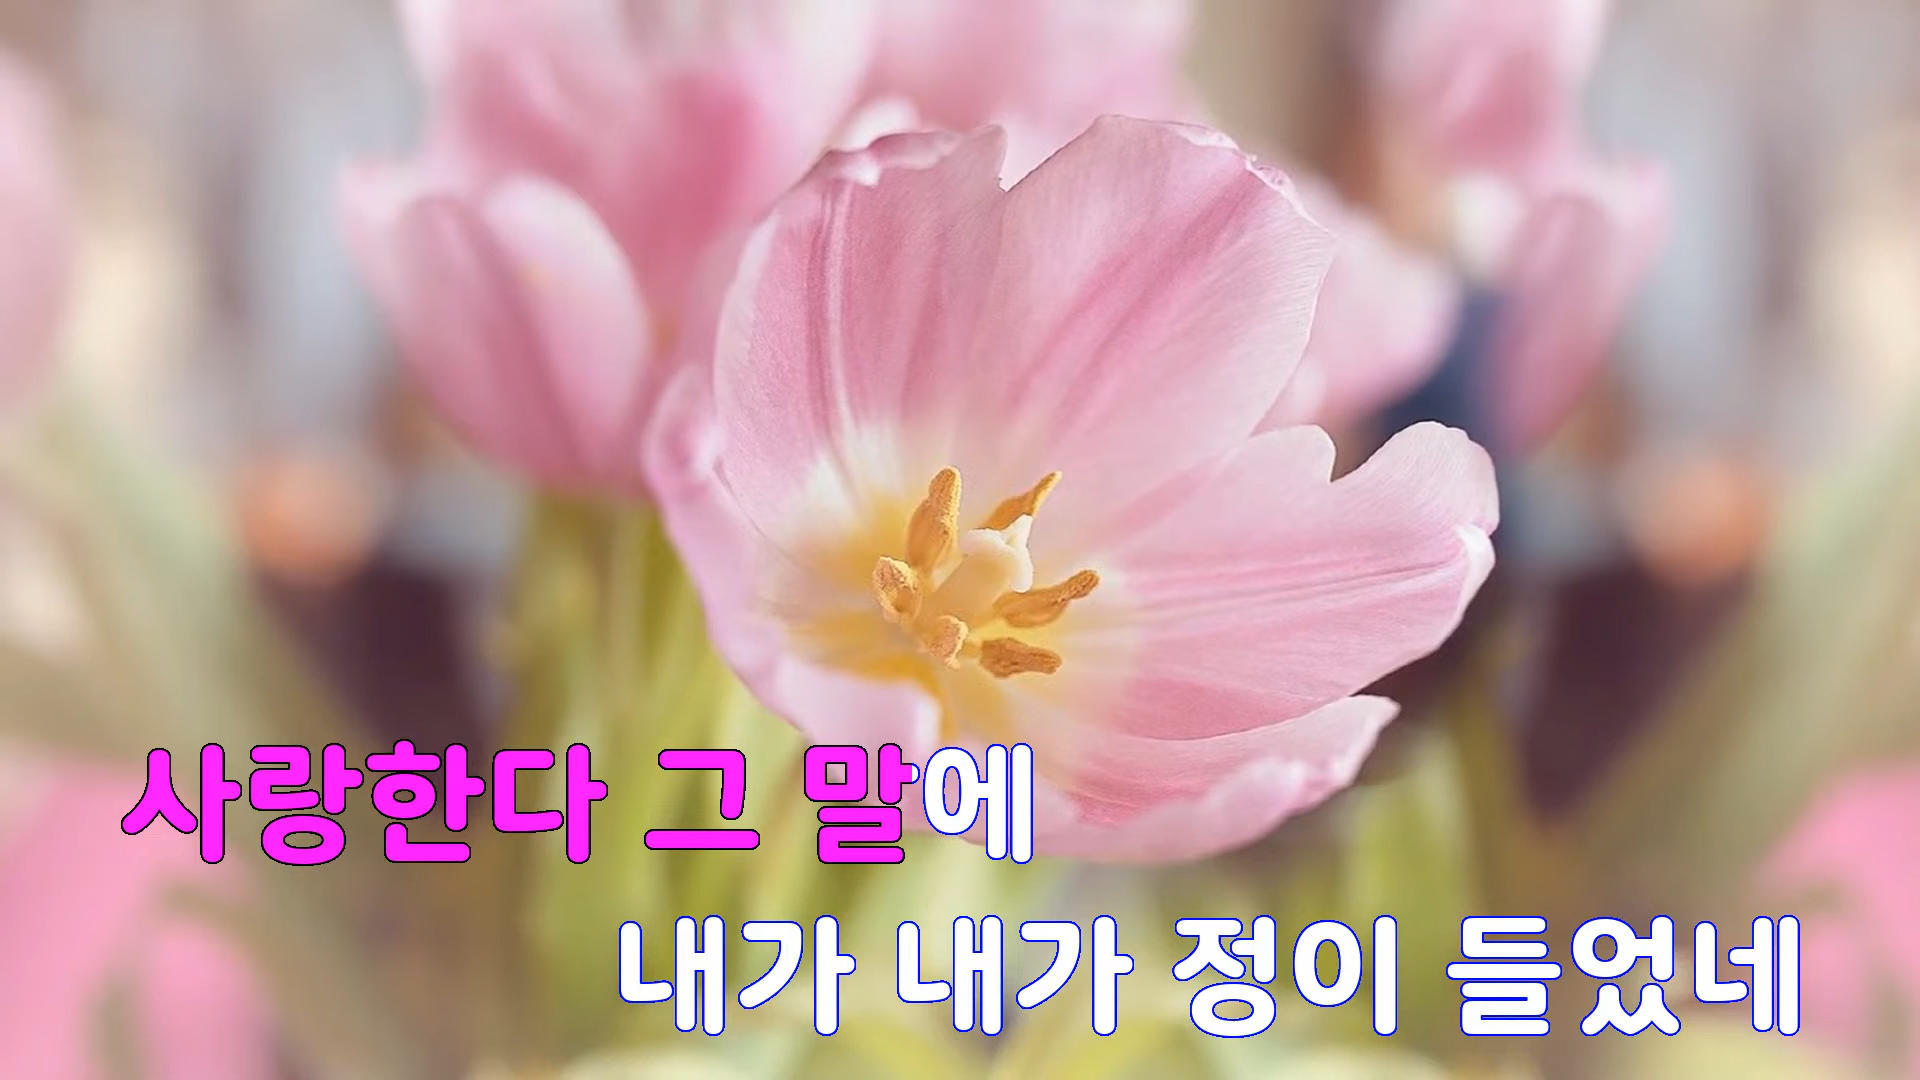 사랑한다 그 말에
내가 내가 정이 들었네